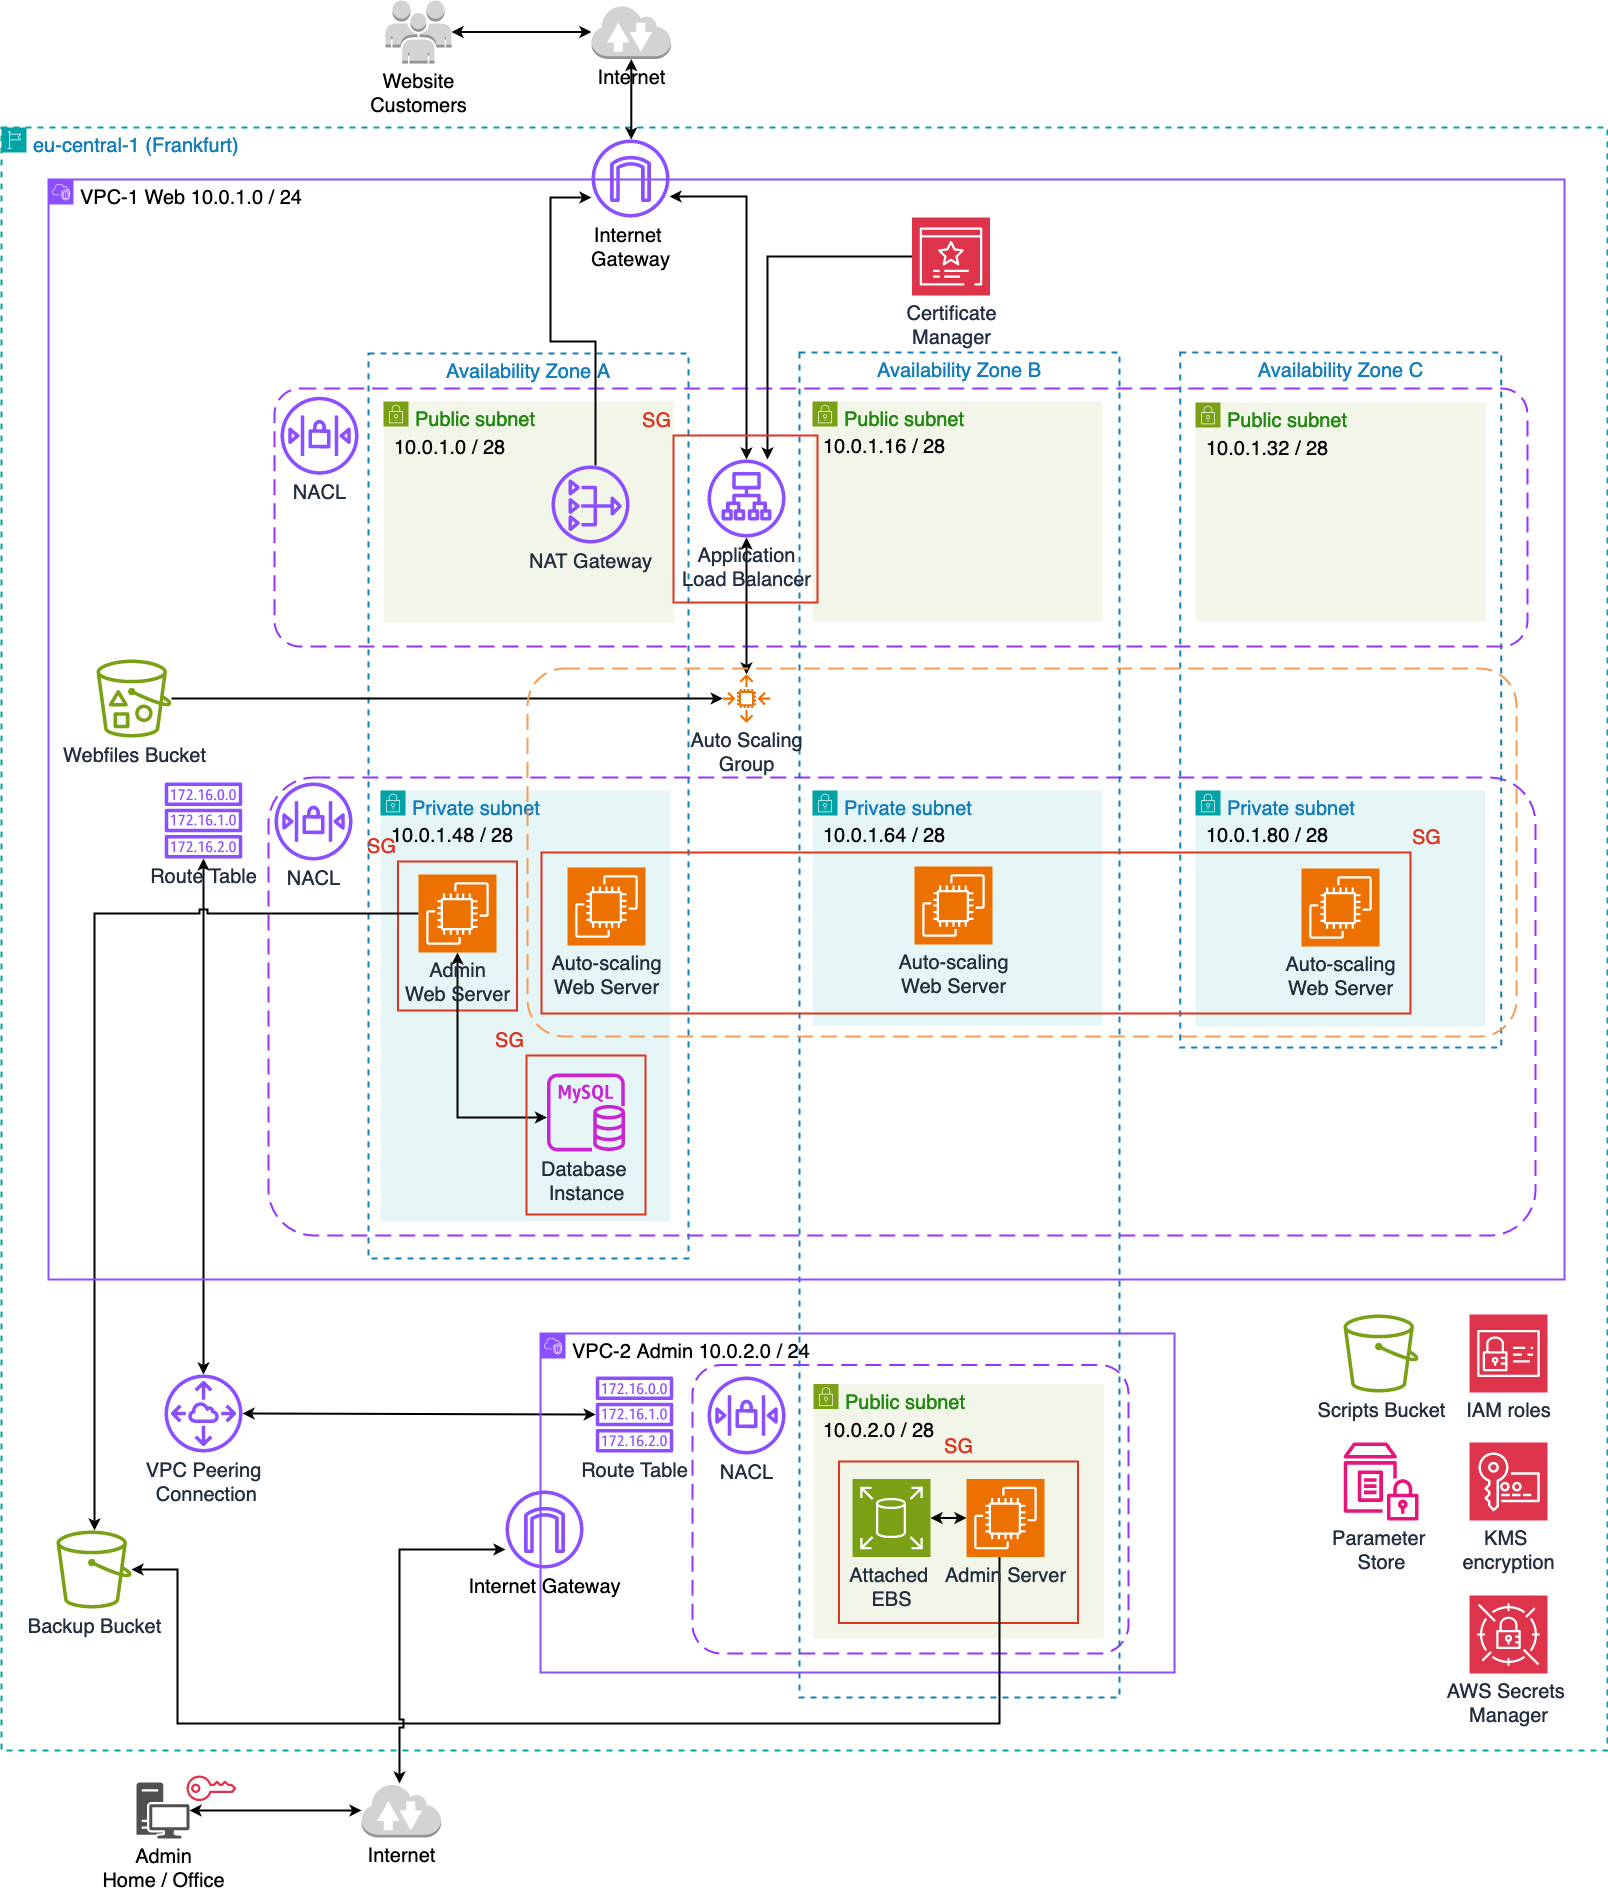 Website
Customers
Internet
eu-central-1 (Frankfurt)
VPC-1 Web 10.0.1.0 / 24
Internet
Gateway
Certificate
Manager
Availability Zone A
Availability Zone B
Availability Zone C
NACL
Public subnet
10.0.1.0 / 28
SG
Public subnet
10.0.1.16 / 28
Public subnet
10.0.1.32 / 28
NAT Gateway
Application
Load Balancer
Webfiles Bucket
Auto Scaling
Group
172.16.0.0
172.16.1.0
172.16.2.0
Route Table
NACL
Private subnet
10.0.1.48 / 28
SG
Private subnet
10.0.1.64 / 28
Private subnet
10.0.1.80 / 28
SG
Admin
Web Server
Auto-scaling
Web Server
Auto-scaling
Web Server
Auto-scaling
Web Server
SG
MySQL
Database
Instance
VPC-2 Admin 10.0.2.0 / 24
172.16.0.0
172.16.1.0
172.16.2.0
Route Table
NACL
Public subnet
10.0.2.0 / 28
SG
VPC Peering
Connection
Internet Gateway
Attached
EBS
Admin Server
Backup Bucket
Scripts Bucket
IAM roles
Parameter
Store
KMS
encryption
AWS Secrets
Manager
Admin
Home / Office
Internet